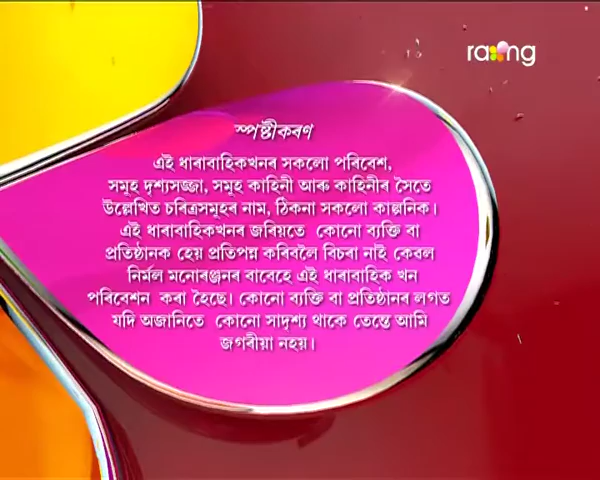 rang
স্পষ্টীকৰণ
এই ধাৰাবাহিকখনৰ সকলো পৰিবেশ,
সমূহ দৃশ্যসজ্জা, সমূহ কাহিনী আৰু কাহিনীৰ সৈতে
উল্লেখিত চৰিত্ৰসমূহৰ নাম, ঠিকনা সকলো কাল্পনিক।
এই ধাৰাবাহিকখনৰ জৰিয়তে কোনো ব্যক্তি বা
প্ৰতিষ্ঠানক হেয় প্ৰতিপন্ন কৰিবলৈ বিচৰা নাই কেৱল
নিৰ্মল মনোৰঞ্জনৰ বাবেহে এই ধাৰাবাহিক খন
পৰিবেশন কৰা হৈছে। কোনো ব্যক্তি বা প্ৰতিষ্ঠানৰ লগত
যদি অজানিতে কোনো সাদৃশ্য থাকে তেন্তে আমি
জগৰীয়া নহয়।